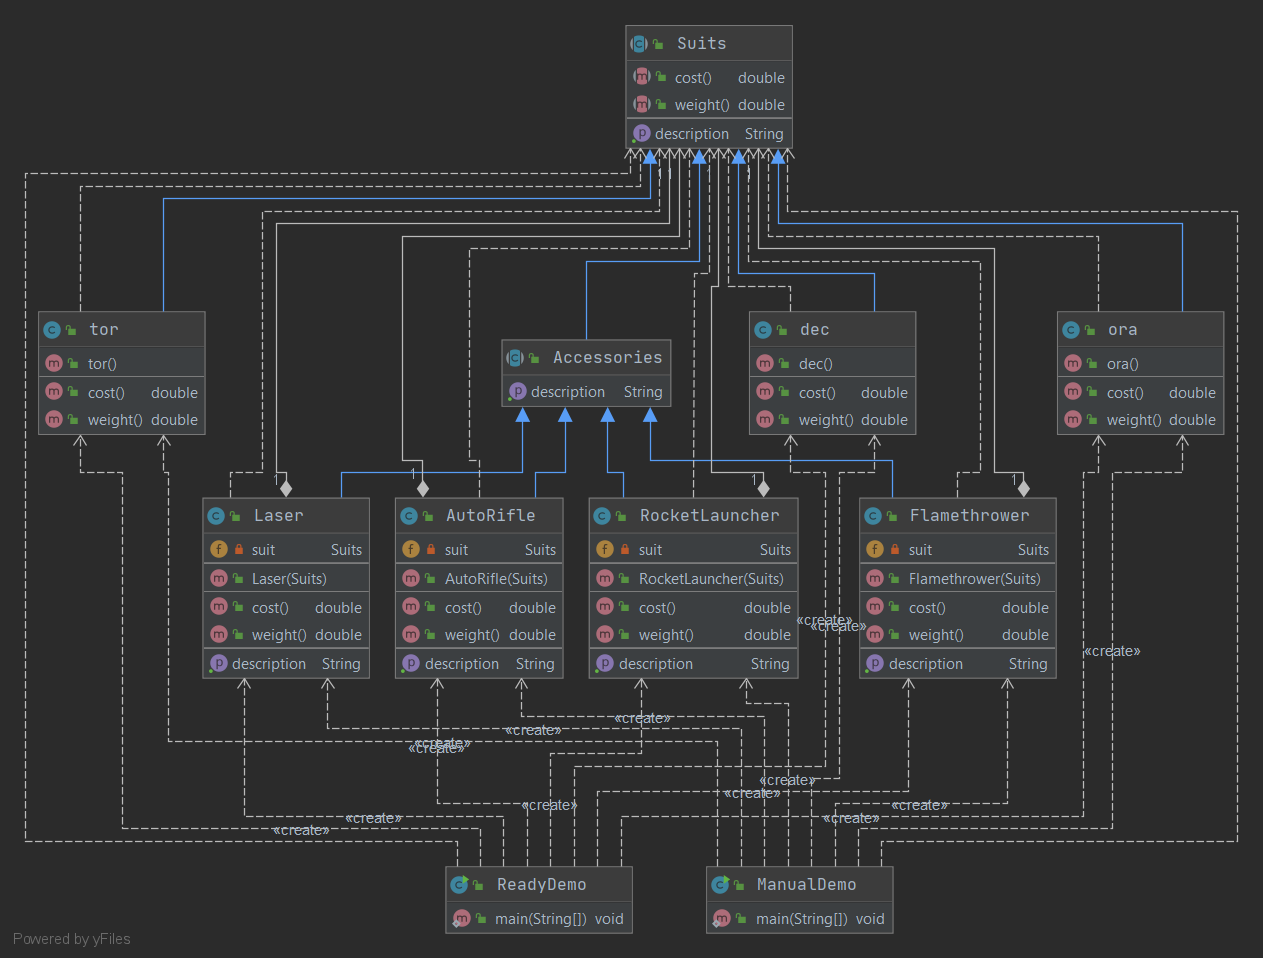 Suits
cost() double
weight() double
description String
1
1
tor
tor()
cost() double
weight() double
Accessories
description String
dec
dec()
cost() double
weight() double
ora
ora()
cost() double
weight() double
1
1
1
Laser
suit Suits
Laser(Suits)
cost() double
weight() double
description String
AutoRifle
suit Suits
AutoRifle(Suits)
cost() double
weight() double
description String
RocketLauncher
suit Suits
RocketLauncher(Suits)
cost() double
weight() double
description String
Flamethrower
suit Suits
Flamethrower(Suits)
cost() double
weight() double
description String
«create»
«create»
«create»
«create»
«create»
«create»
«create»
«create»
«create»
«create»
«create»
«create»
«create»
«create»
ReadyDemo
main(String[]) void
ManualDemo
main(String[]) void
Powered by yFiles